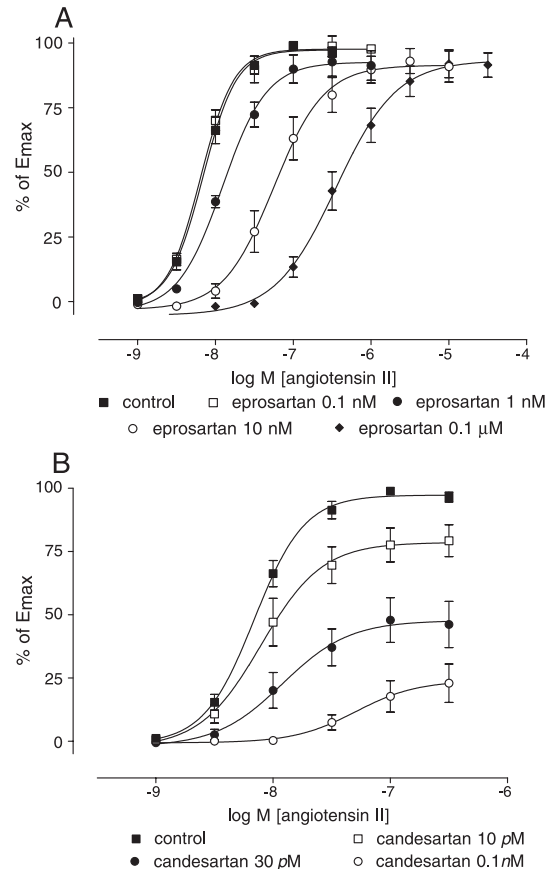 A
100
75
50
25
0
% of Emax
-9 -8 -7 -6 -5 -4
log M [angiotensin II]
control eprosartan 0.1 nM eprosartan 1 nM
eprosartan 10 nM eprosartan 0.1 μM
B
100
75
50
25
0
% of Emax
-9 -8 -7 -6
log M [angiotensin II]
control candesartan 10 pM
candesartan 30 pM candesartan 0.1nM